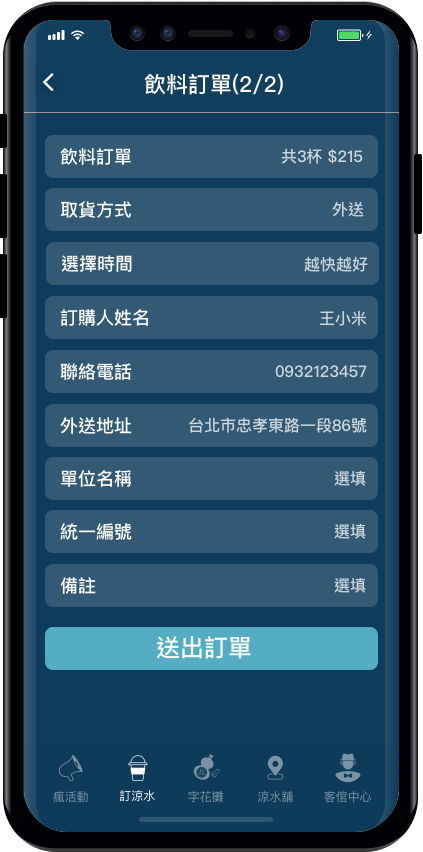 飲料訂單(2/2)
飲料訂單 共3杯 $215
取貨方式 外送
選擇時間 越快越好
訂購人姓名 王小米
聯絡電話 0932123457
外送地址 台北市忠孝東路一段86號
單位名稱 選填
統一編號 選填
備註 選填
送出訂單
瘋活動 訂涼水 字花攤 涼水舖 客倌中心